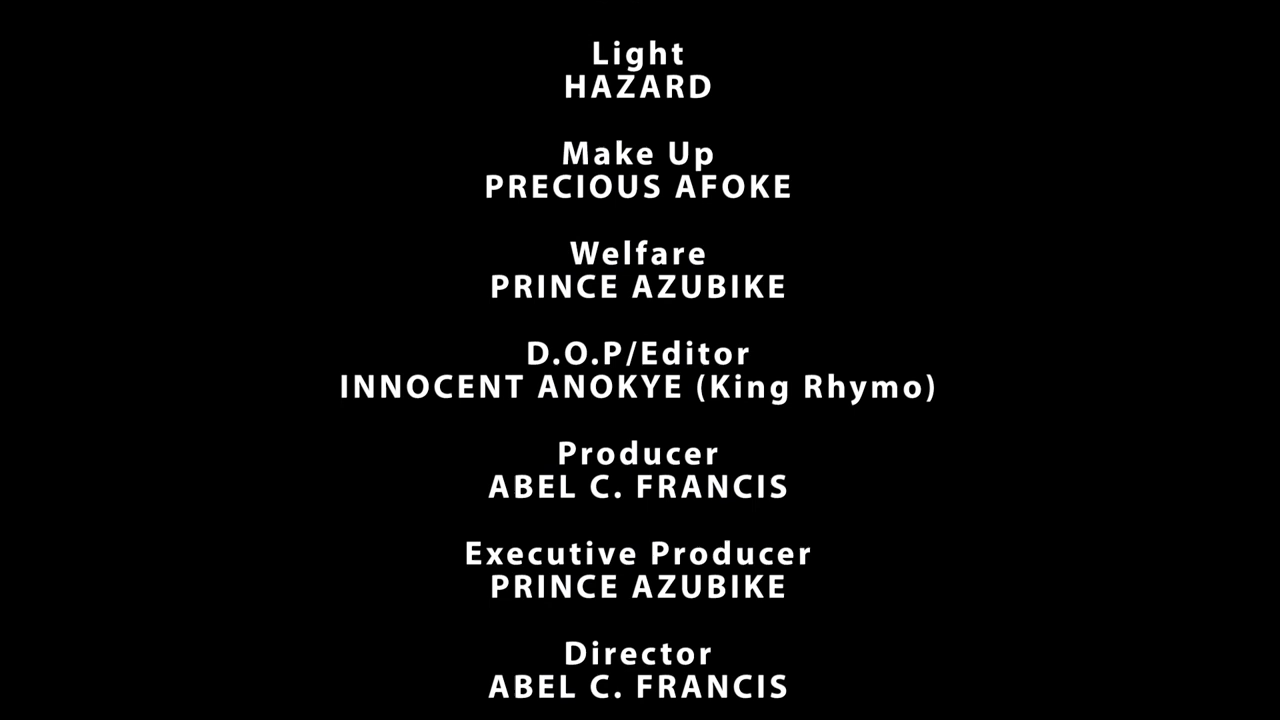 Light
HAZARD
Make Up
PRECIOUS AFOKE
Welfare
PRINCE AZUBIKE
D.O.P/Editor
INNOCENT ANOKYE (King Rhymo)
Producer
ABEL C. FRANCIS
Executive Producer
PRINCE AZUBIKE
Director
ABEL C. FRANCIS